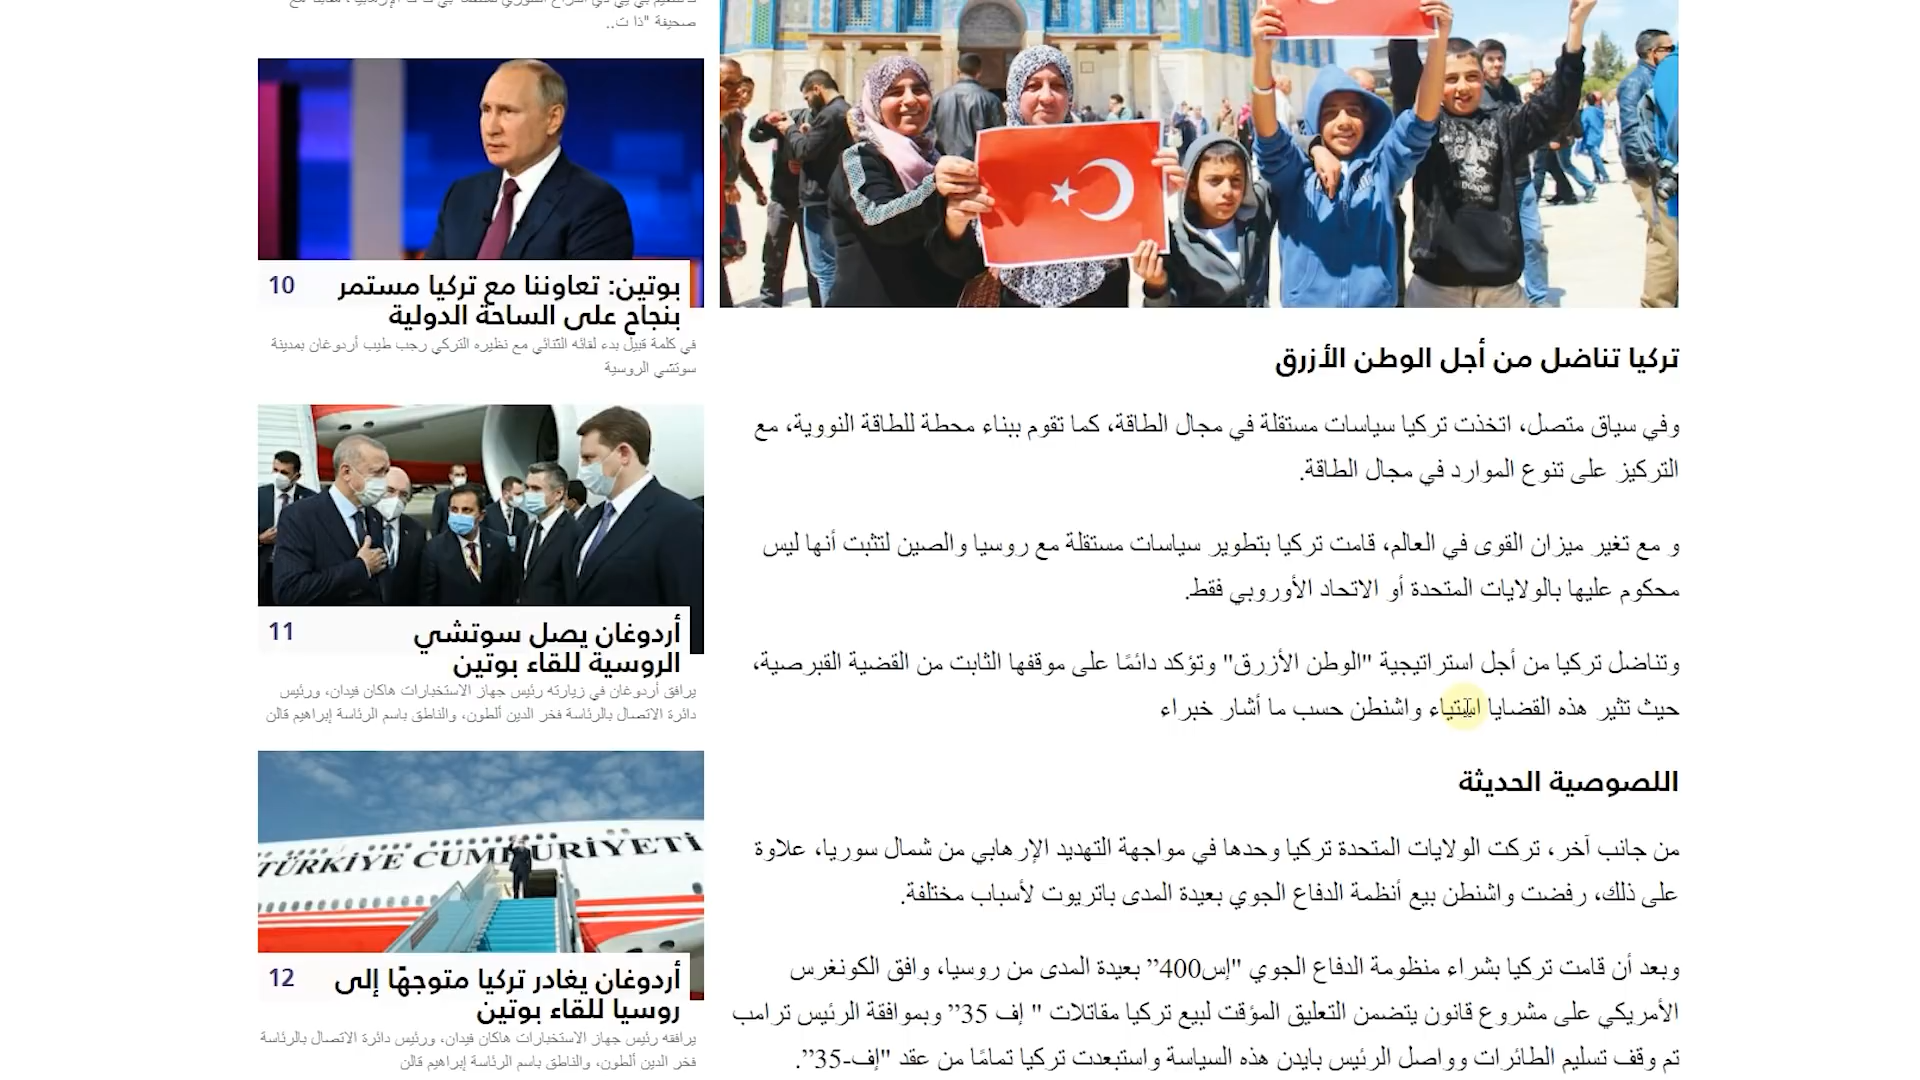 تركيا تناضل من أجل الوطن الأزرق
وفي سياق متصل، اتخذت تركيا سياسات مستقلة في مجال الطاقة، كما تقوم ببناء محطة للطاقة النووية، مع
التركيز على تنوع الموارد في مجال الطاقة.
و مع تغير ميزان القوى في العالم، قامت تركيا بتطوير سياسات مستقلة مع روسيا والصين لتثبت أنها ليس
محكوم عليها بالولايات المتحدة أو الاتحاد الأوروبي فقط.
وتناضل تركيا من أجل استراتيجية "الوطن الأزرق" وتؤكد دائمًا على موقفها الثابت من القضية القبرصية،
حيث تثير هذه القضايا استياء واشنطن حسب ما أشار خبراء
اللصوصية الحديثة
من جانب آخر، تركت الولايات المتحدة تركيا وحدها في مواجهة التهديد الإرهابي من شمال سوريا، علاوة
على ذلك، رفضت واشنطن بيع أنظمة الدفاع الجوي بعيدة المدى باتريوت لأسباب مختلفة.
وبعد أن قامت تركيا بشراء منظومة الدفاع الجوي "إس400” بعيدة المدى من روسيا، وافق الكونغرس
الأمريكي على مشروع قانون يتضمن التعليق المؤقت لبيع تركيا مقاتلات " إف 35” وبموافقة الرئيس ترامب
تم وقف تسليم الطائرات وواصل الرئيس بايدن هذه السياسة واستبعدت تركيا تمامًا من عقد "إف-35”.
صحيفة "ذا ت..
10
بوتين: تعاوننا مع تركيا مستمر
بنجاح على الساحة الدولية
في كلمة قبيل بدء لقائه الثنائي مع نظيره التركي رجب طيب أردوغان بمدينة
سوتشي الروسية
11
أردوغان يصل سوتشي
الروسية للقاء بوتين
يرافق أردوغان في زيارته رئيس جهاز الاستخبارات هاكان فيدان، ورئيس
دائرة الاتصال بالرئاسة فخر الدين ألطون، والناطق باسم الرئاسة إبراهيم قالن
TÜRKİYE CUMHURİYETİ
12
أردوغان يغادر تركيا متوجهًا إلى
روسيا للقاء بوتين
يرافقه رئيس جهاز الاستخبارات هاكان فيدان، ورئيس دائرة الاتصال بالرئاسة
فخر الدين ألطون، والناطق باسم الرئاسة إبراهيم قالن